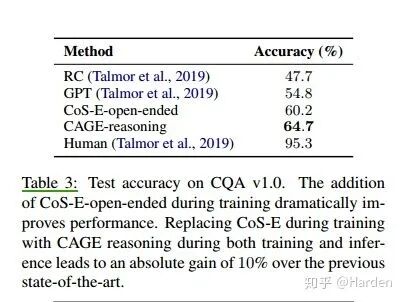 Method Accuracy (%)
RC (Talmor et al., 2019) 47.7
GPT (Talmor et al., 2019) 54.8
CoS-E-open-ended 60.2
CAGE-reasoning 64.7
Human (Talmor et al., 2019) 95.3
Table 3: Test accuracy on CQA v1.0. The addition
of CoS-E-open-ended during training dramatically im-
proves performance. Replacing CoS-E during training
with CAGE reasoning during both training and infer-
ence leads to an absolute gain of 10% over the previous
state-of-the-art.
知乎 @Harden